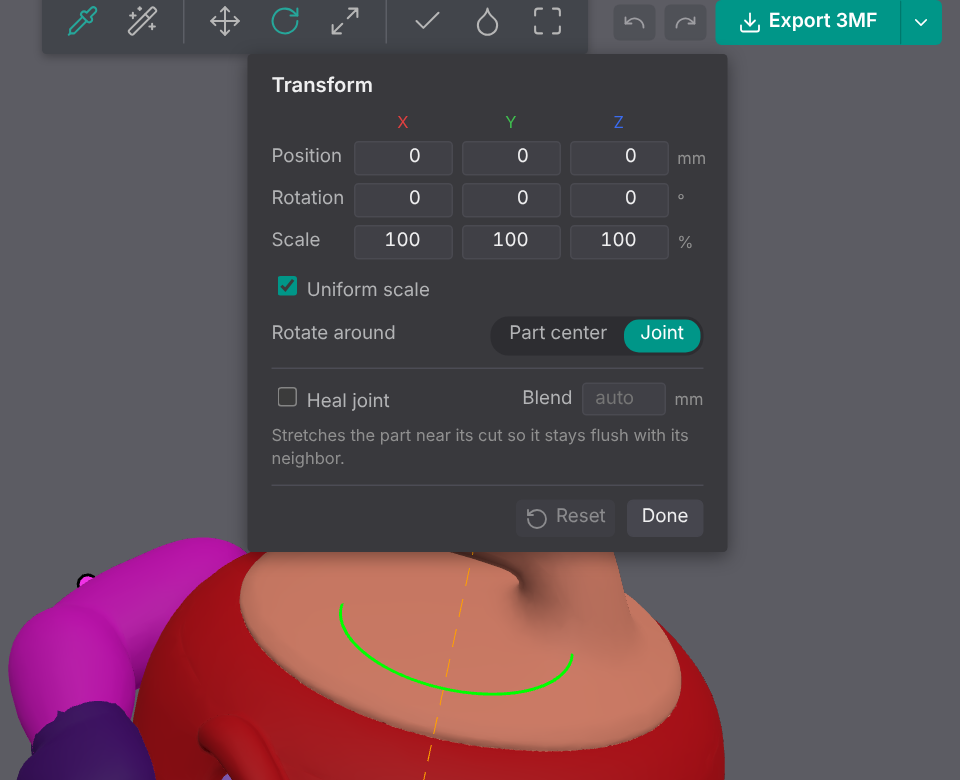 Export 3MF
Transform
X Y Z
Position 0 0 0 mm
Rotation 0 0 0 °
Scale 100 100 100 %
Uniform scale
Rotate around Part center Joint
Heal joint Blend auto mm
Stretches the part near its cut so it stays flush with its
neighbor.
Reset Done